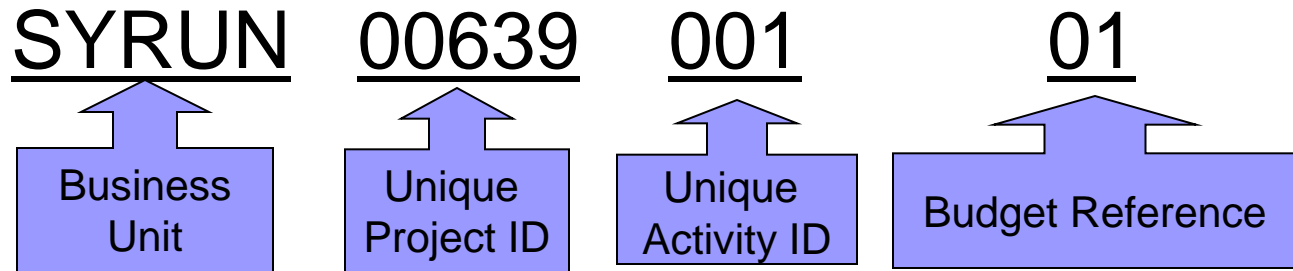 SYRUN 00639 001 01
Business Unit
Unique Project ID
Unique Activity ID
Budget Reference